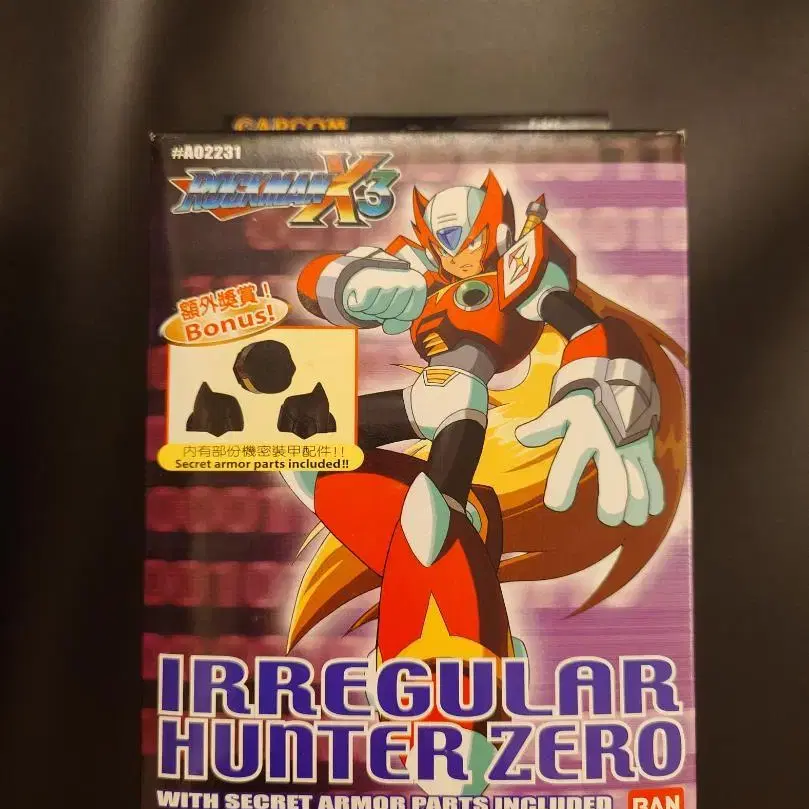 CAPCOM
#A02231
ROCKMAN X3
額外獎賞!
Bonus!
內有部份機密裝甲配件!!
Secret armor parts included!!
IRREGULAR
HUNTER ZERO
WITH SECRET ARMOR PARTS INCLUDED
BAN